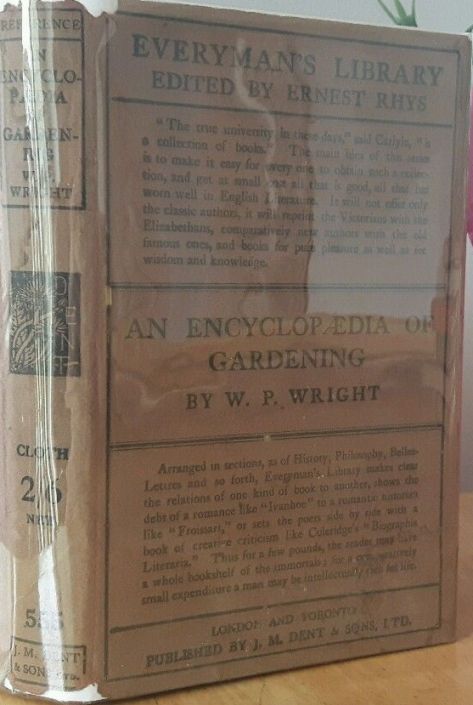 REFERENCE
AN
ENCYCLO-
PÆDIA
GARDEN-
ING
W. P.
WRIGHT
CLOTH
2/6
NET
555
J. M. DENT
& SONS LTD.
EVERYMAN'S LIBRARY
EDITED BY ERNEST RHYS
"The true university in these days," said Carlyle, "is
a collection of books." The main idea of this series
is to make it easy for every one to obtain such a collec-
tion, and get at small cost all that is good, all that has
worn well in English Literature. It will not offer only
the classic authors, it will reprint the Victorians with the
Elizabethans, comparatively new authors with the old
famous ones, and books for pure pleasure as well as for
wisdom and knowledge.
AN ENCYCLOPÆDIA OF
GARDENING
BY W. P. WRIGHT
Arranged in sections, as of History, Philosophy, Belles-
Lettres and so forth, Everyman's Library makes clear
the relations of one kind of book to another, shows the
debt of a romance like "Ivanhoe" to a romantic historian
like "Froissart," or sets the poets side by side with a
book of creative criticism like Coleridge's "Biographia
Literaria." Thus for a few pounds, the reader may have
a whole bookshelf of the immortals; for a comparatively
small expenditure a man may be intellectually rich for life.
LONDON AND TORONTO
PUBLISHED BY J. M. DENT & SONS, LTD.